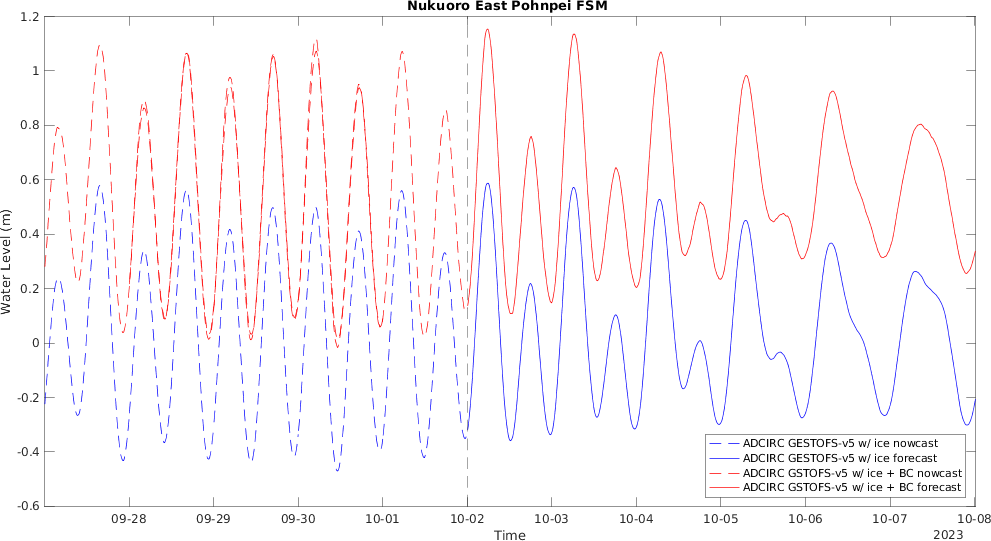 Nukuoro East Pohnpei FSM
1.2
1
0.8
0.6
0.4
0.2
0
-0.2
-0.4
-0.6
Water Level (m)
ADCIRC GESTOFS-v5 w/ ice nowcast
ADCIRC GESTOFS-v5 w/ ice forecast
ADCIRC GSTOFS-v5 w/ ice + BC nowcast
ADCIRC GSTOFS-v5 w/ ice + BC forecast
09-28 09-29 09-30 10-01 10-02 10-03 10-04 10-05 10-06 10-07 10-08
Time
2023